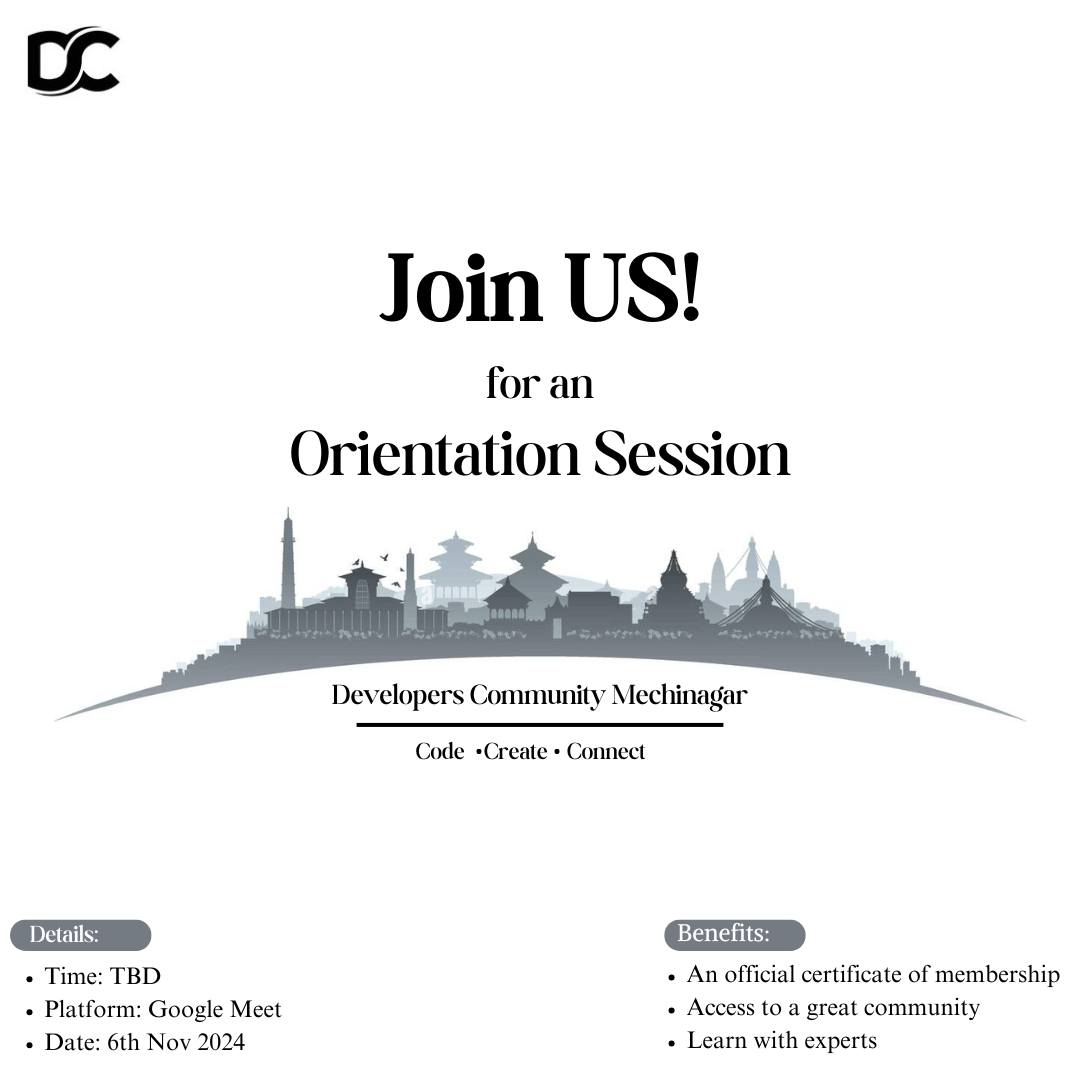 DC
Join US!
for an
Orientation Session
Developers Community Mechinagar
Code •Create • Connect
Details:
• Time: TBD
• Platform: Google Meet
• Date: 6th Nov 2024
Benefits:
• An official certificate of membership
• Access to a great community
• Learn with experts